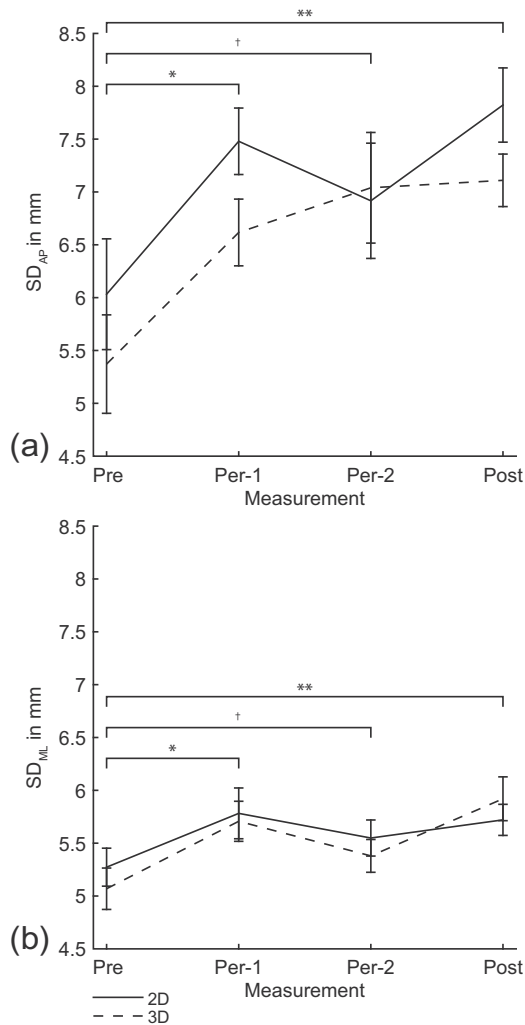 **
†
*
8.5
8
7.5
7
6.5
6
5.5
5
4.5
SD_AP in mm
(a)
Pre Per-1 Per-2 Post
Measurement
8.5
8
7.5
7
6.5
6
5.5
5
4.5
**
†
*
SD_ML in mm
(b)
Pre Per-1 Per-2 Post
Measurement
2D
3D